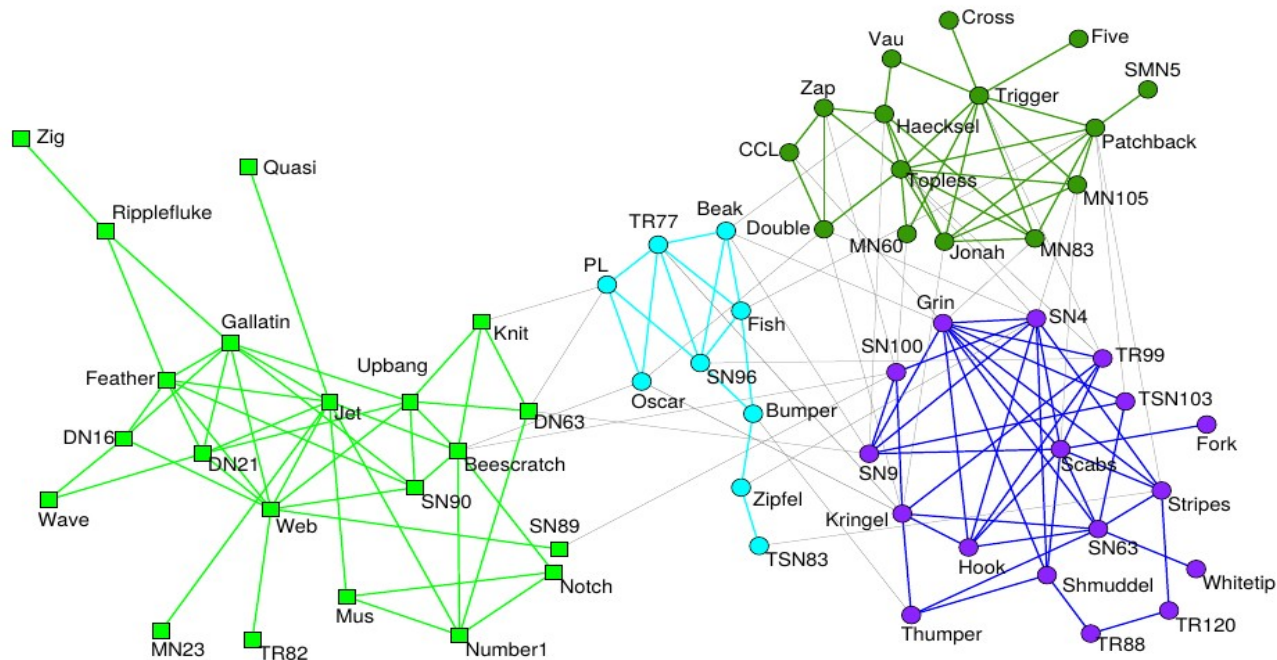 Cross
Five
Vau
SMN5
Zap
Trigger
Haecksel
Patchback
CCL
Topless
MN105
Zig
Quasi
Ripplefluke
TR77
Beak
Double
MN60
Jonah
MN83
PL
Grin
SN4
Gallatin
Knit
Fish
SN100
TR99
Upbang
SN96
Feather
Jet
Oscar
Bumper
TSN103
DN63
Fork
DN16
DN21
Beescratch
SN9
Scabs
SN90
Stripes
Wave
Web
Zipfel
Kringel
SN89
SN63
TSN83
Hook
Shmuddel
Whitetip
Notch
Mus
Thumper
TR120
TR88
MN23
TR82
Number1